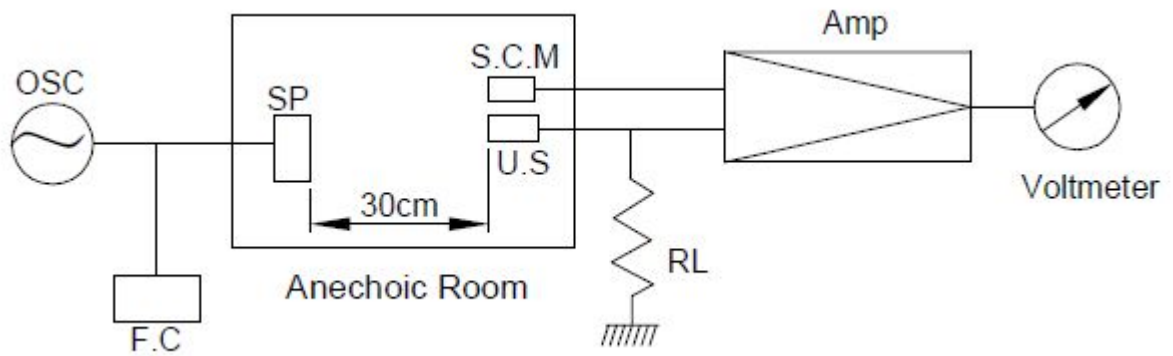 Amp
OSC
S.C.M
SP
U.S
Voltmeter
30cm
RL
Anechoic Room
F.C